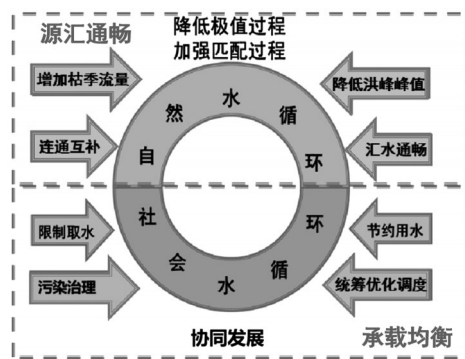 源汇通畅
降低极值过程
加强匹配过程
增加枯季流量
降低洪峰峰值
连通互补
汇水通畅
自然水循环
社会水循环
限制取水
节约用水
污染治理
统筹优化调度
协同发展
承载均衡